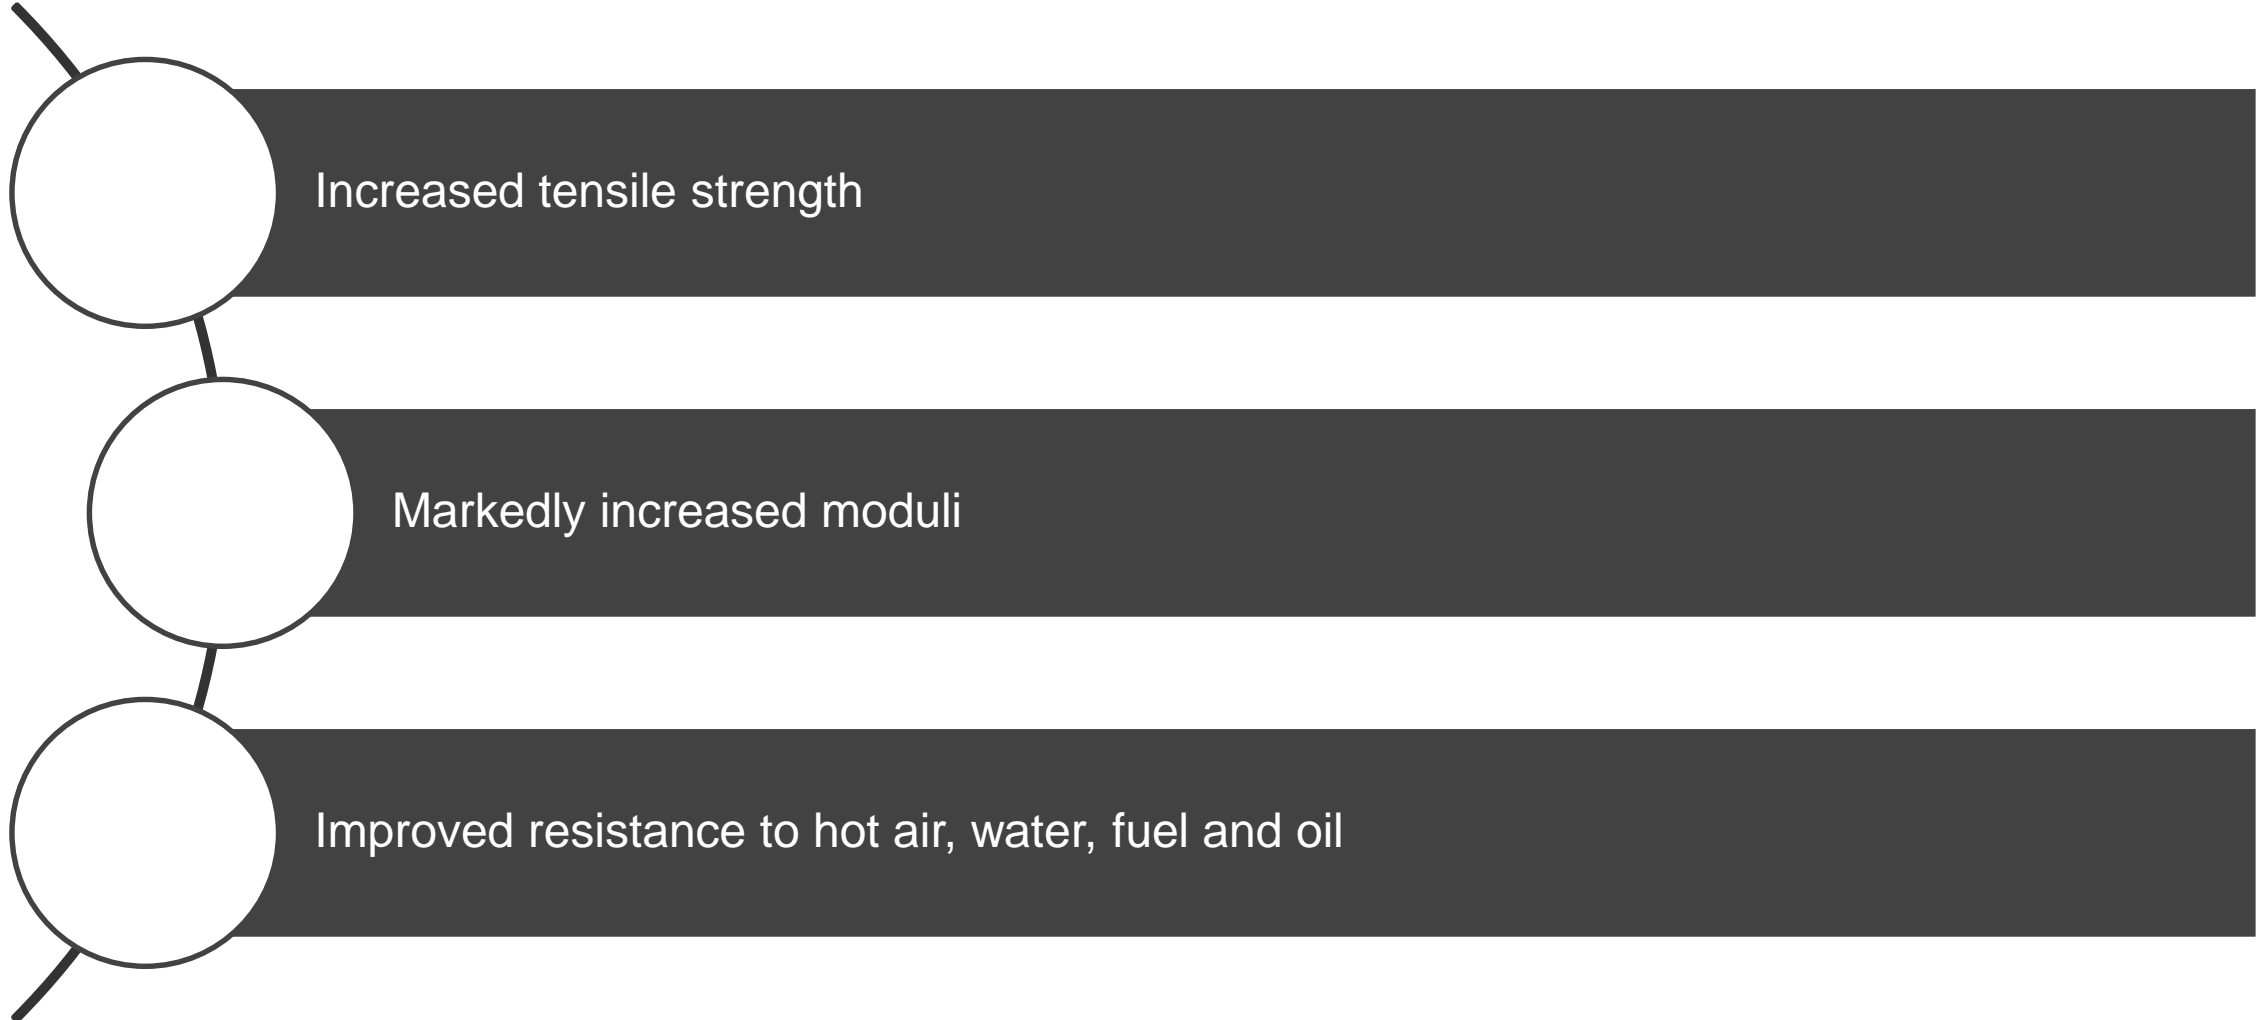 Increased tensile strength
Markedly increased moduli
Improved resistance to hot air, water, fuel and oil